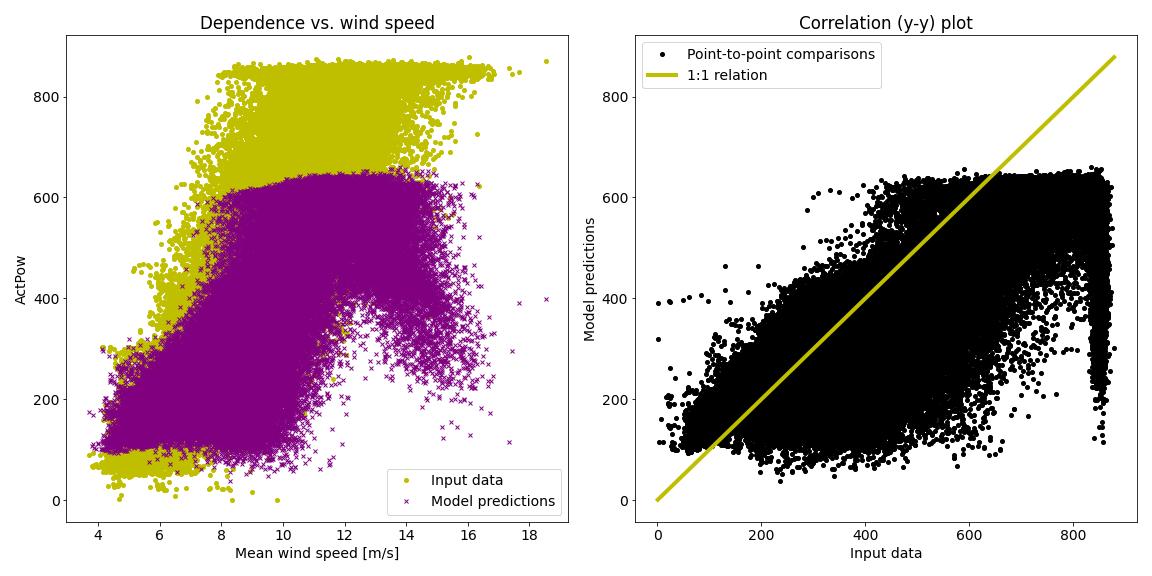 Dependence vs. wind speed
ActPow
800
600
400
200
0
4 6 8 10 12 14 16 18
Mean wind speed [m/s]
Input data
Model predictions
Correlation (y-y) plot
Point-to-point comparisons
1:1 relation
Model predictions
800
600
400
200
0
0 200 400 600 800
Input data